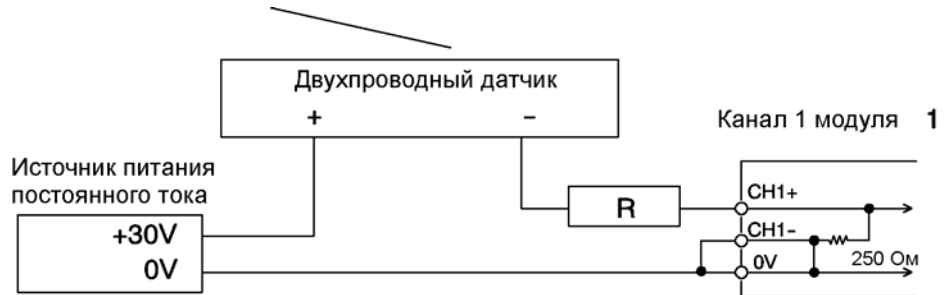 Двухпроводный датчик
+ −
Канал 1 модуля 1
Источник питания
постоянного тока
+30V
0V
R
CH1+
CH1−
0V
250 Ом